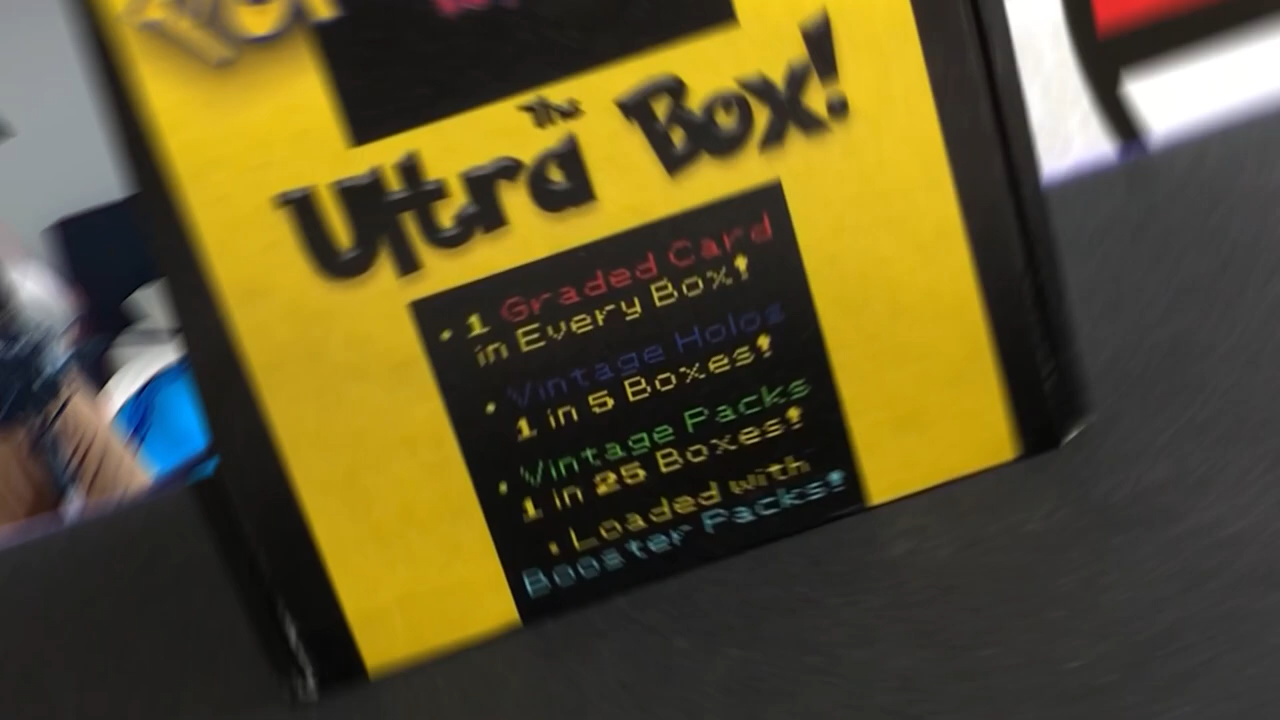 The
Ultra Box!
• 1 Graded Card
in Every Box!
• Vintage Holos
1 in 5 Boxes!
• Vintage Packs
1 in 25 Boxes!
• Loaded with
Booster Packs!